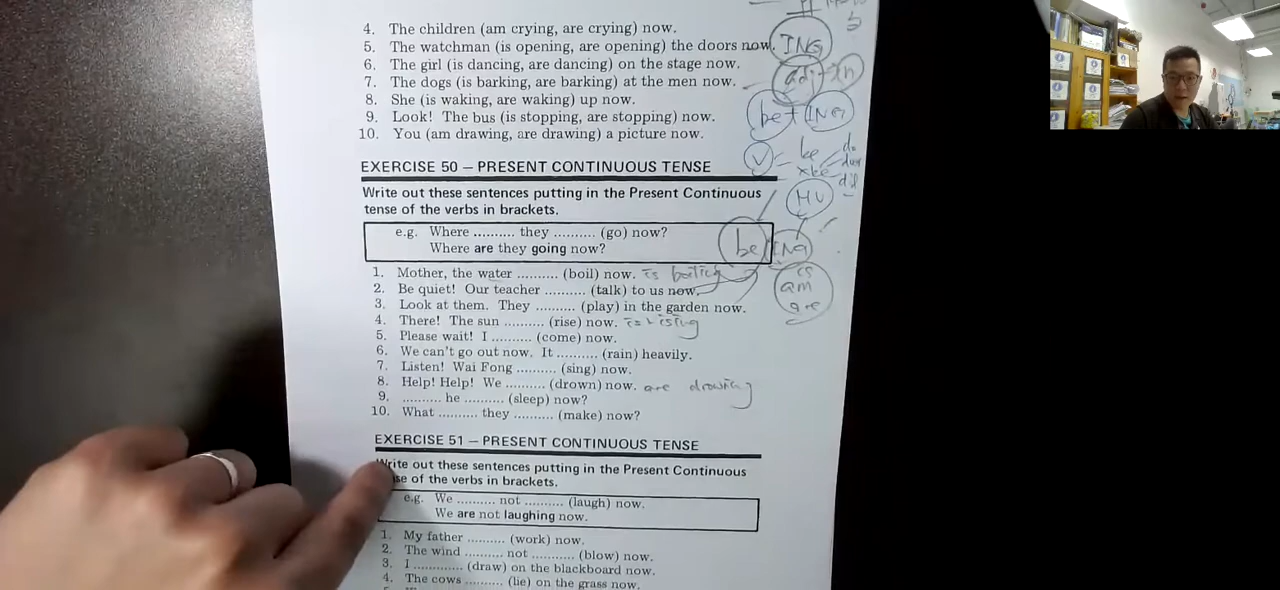 4. The children (am crying, are crying) now.
5. The watchman (is opening, are opening) the doors now. ING
6. The girl (is dancing, are dancing) on the stage now.
7. The dogs (is barking, are barking) at the men now. adj
8. She (is waking, are waking) up now. be + ING
9. Look! The bus (is stopping, are stopping) now.
10. You (am drawing, are drawing) a picture now.
V be do
EXERCISE 50 – PRESENT CONTINUOUS TENSE
Write out these sentences putting in the Present Continuous
tense of the verbs in brackets.
e.g. Where .......... they .......... (go) now?
Where are they going now?
be ING
1. Mother, the water .......... (boil) now. is boiling is
2. Be quiet! Our teacher .......... (talk) to us now. am
3. Look at them. They .......... (play) in the garden now. are
4. There! The sun .......... (rise) now. is rising
5. Please wait! I .......... (come) now.
6. We can't go out now. It .......... (rain) heavily.
7. Listen! Wai Fong .......... (sing) now.
8. Help! Help! We .......... (drown) now. are drowing
9. .......... he .......... (sleep) now?
10. What .......... they .......... (make) now?
EXERCISE 51 – PRESENT CONTINUOUS TENSE
Write out these sentences putting in the Present Continuous
se of the verbs in brackets.
e.g. We .......... not .......... (laugh) now.
We are not laughing now.
1. My father .......... (work) now.
2. The wind .......... not .......... (blow) now.
3. I ............ (draw) on the blackboard now.
4. The cows .......... (lie) on the grass now.